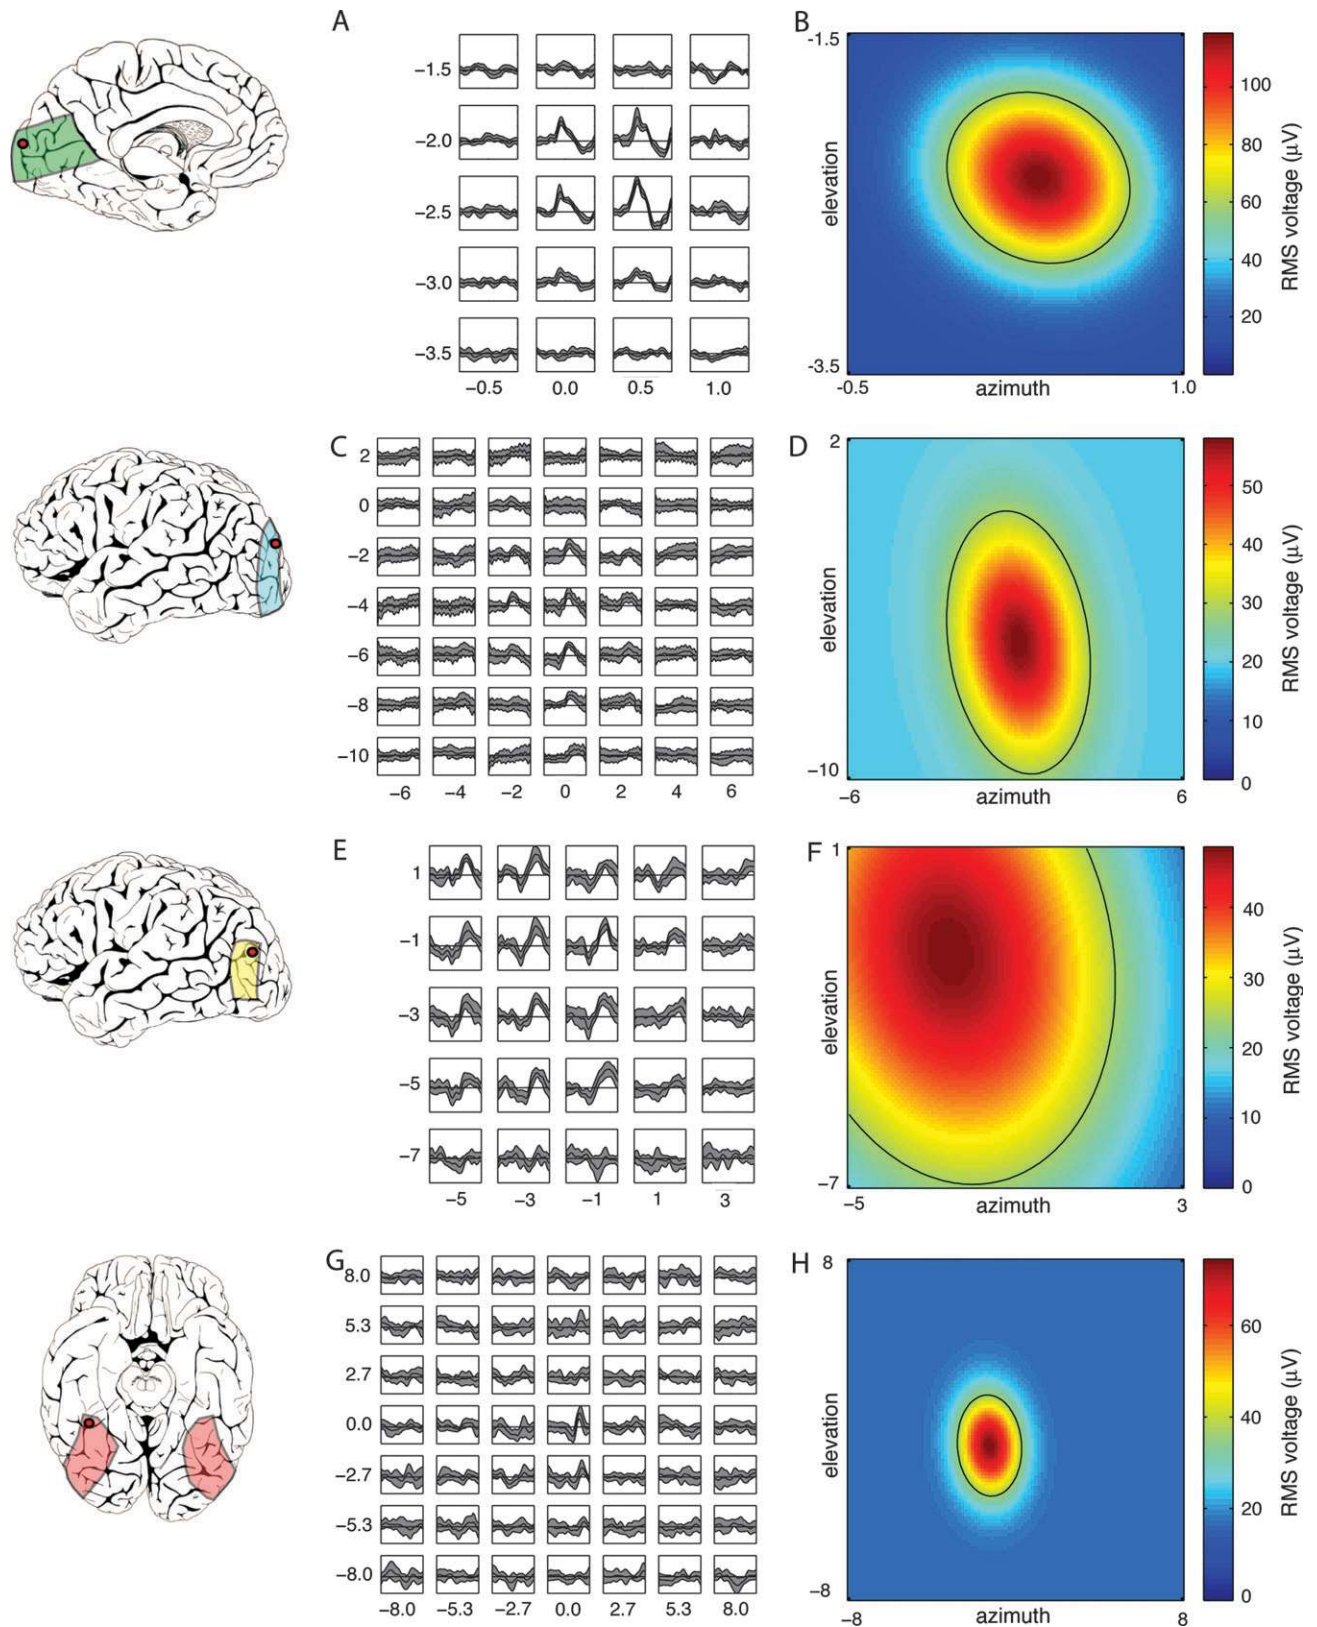 A
−1.5
−2.0
−2.5
−3.0
−3.5
−0.5 0.0 0.5 1.0
B
-1.5
elevation
-3.5
-0.5 azimuth 1.0
100
80
60
40
20
RMS voltage (μV)
C
2
0
−2
−4
−6
−8
−10
−6 −4 −2 0 2 4 6
D
2
elevation
−10
−6 azimuth 6
50
40
30
20
10
0
RMS voltage (μV)
E
1
−1
−3
−5
−7
−5 −3 −1 1 3
F
1
elevation
−7
−5 azimuth 3
40
30
20
10
0
RMS voltage (μV)
G
8.0
5.3
2.7
0.0
−2.7
−5.3
−8.0
−8.0 −5.3 −2.7 0.0 2.7 5.3 8.0
H
8
elevation
−8
−8 azimuth 8
60
40
20
0
RMS voltage (μV)